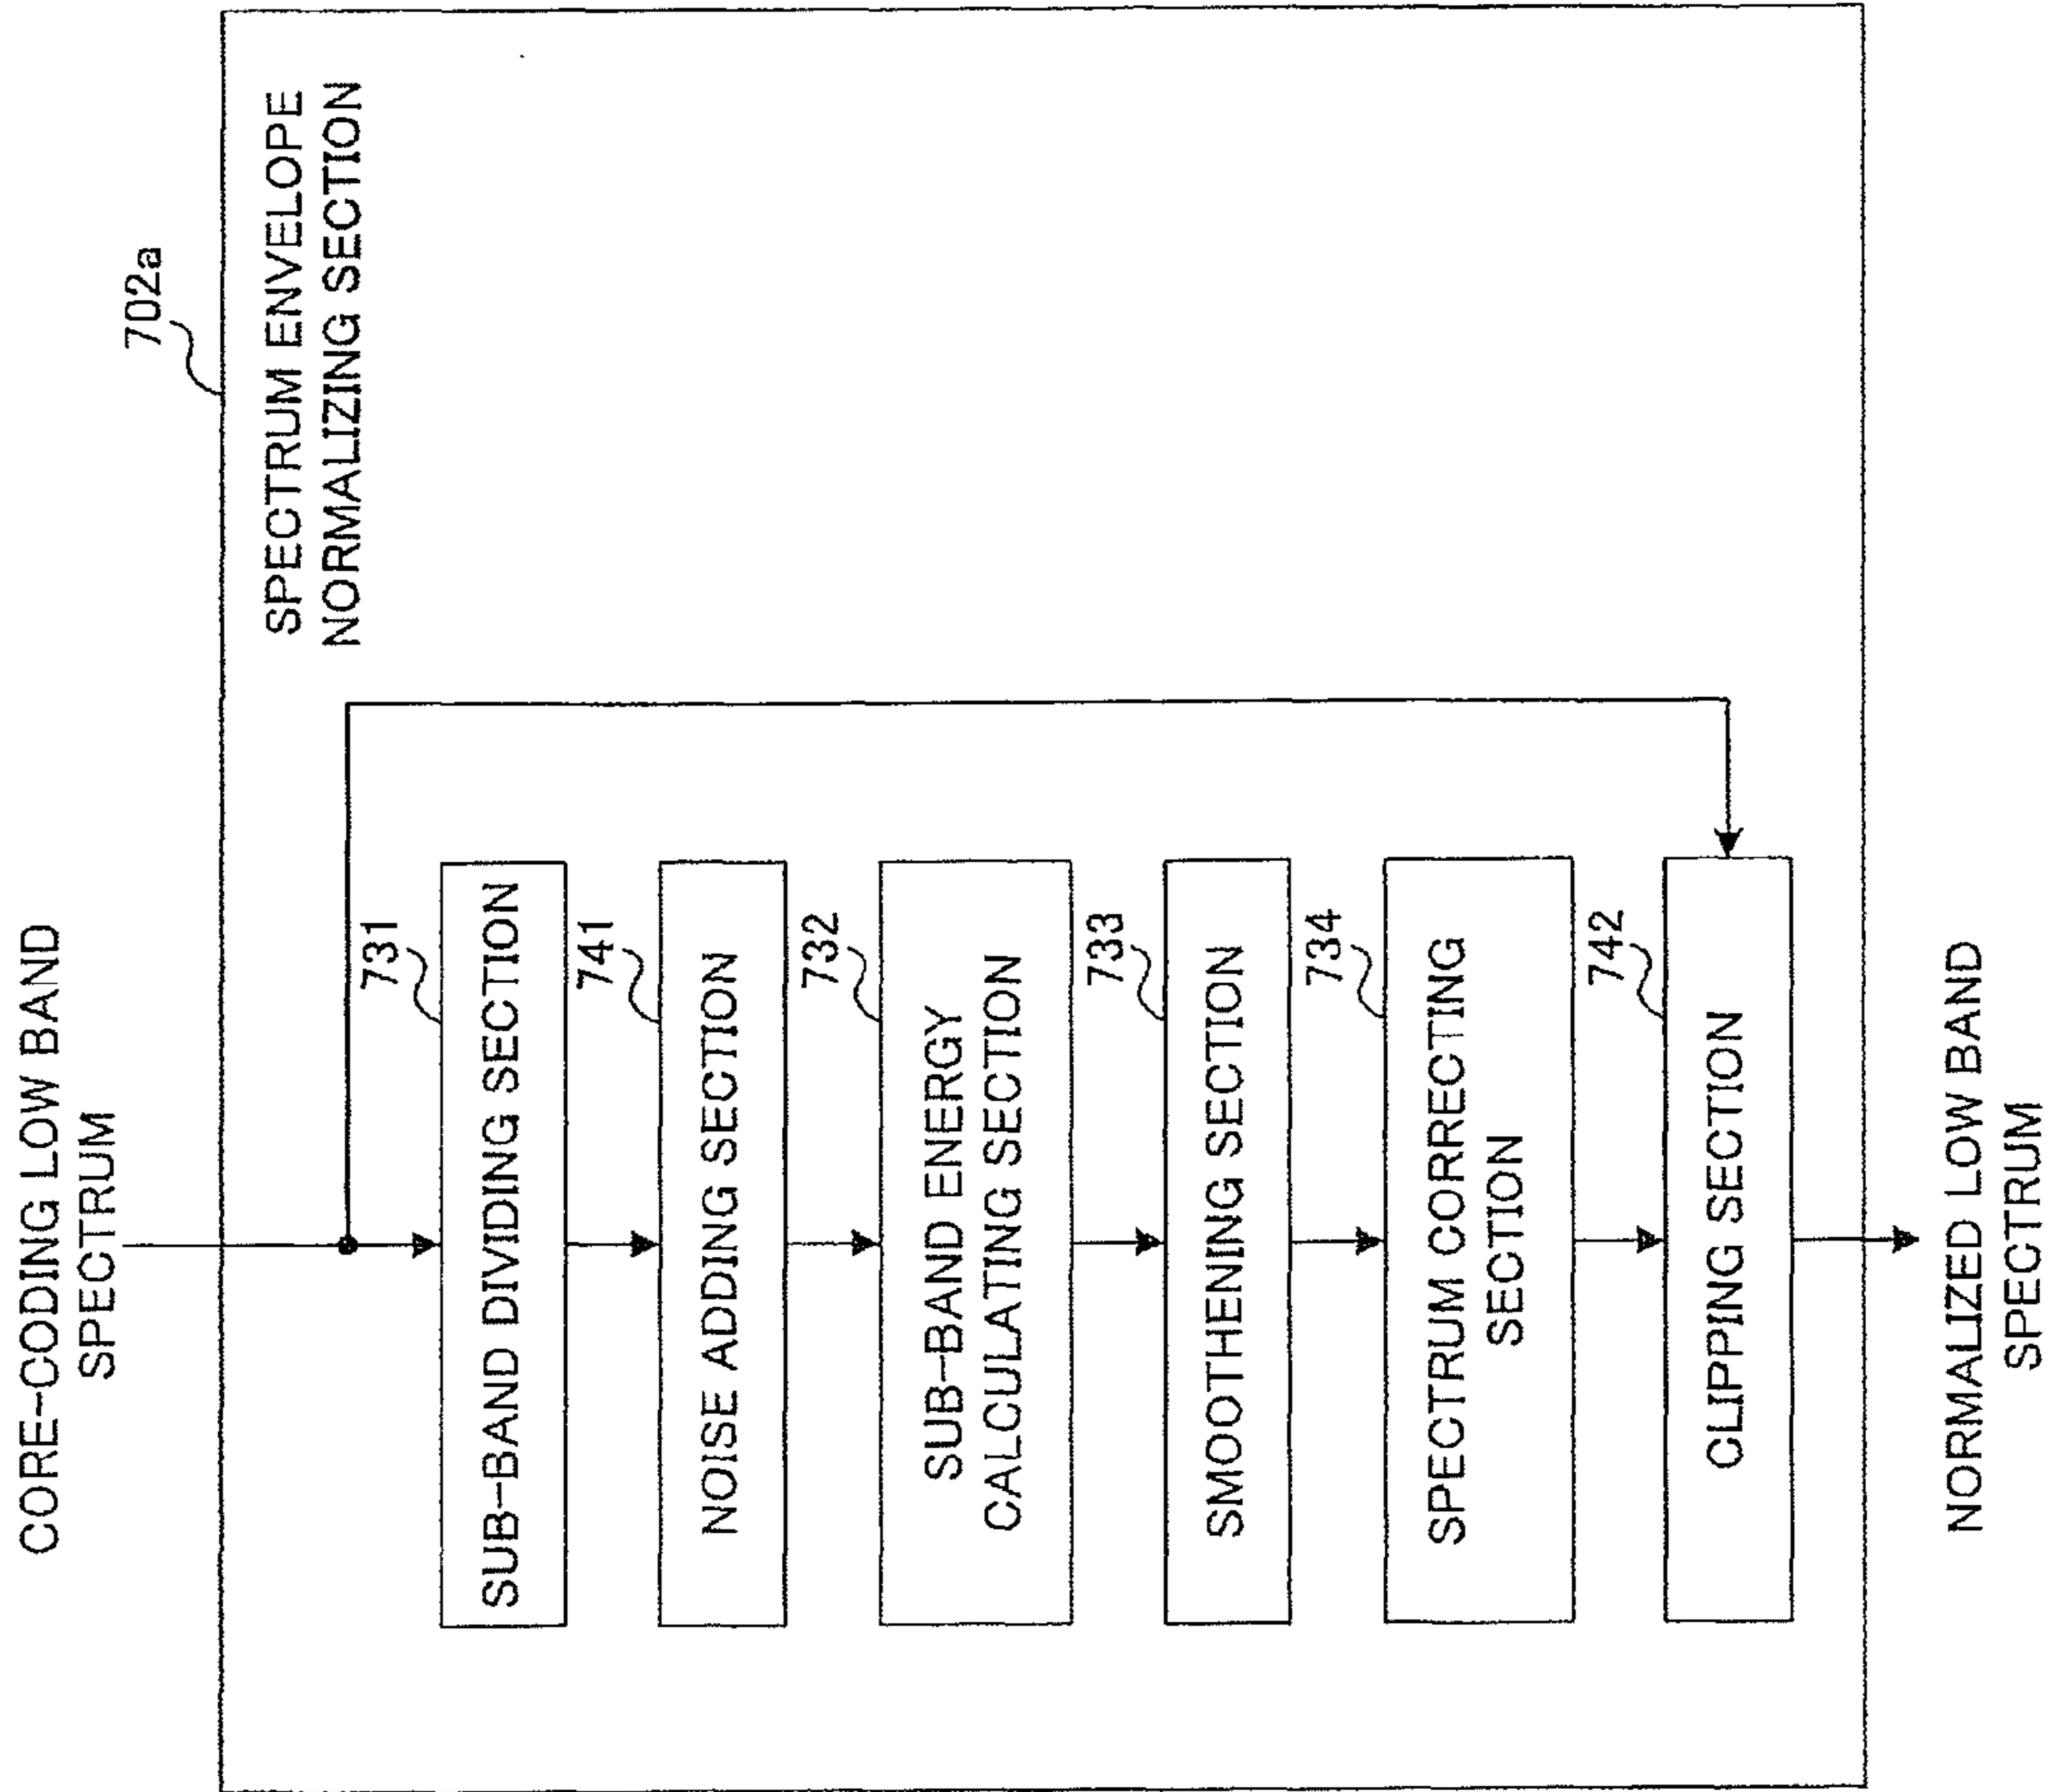 CORE-CODING LOW BAND
SPECTRUM
702a
SPECTRUM ENVELOPE
NORMALIZING SECTION
731
SUB-BAND DIVIDING SECTION
741
NOISE ADDING SECTION
732
SUB-BAND ENERGY
CALCULATING SECTION
733
SMOOTHENING SECTION
734
SPECTRUM CORRECTING
SECTION
742
CLIPPING SECTION
NORMALIZED LOW BAND
SPECTRUM